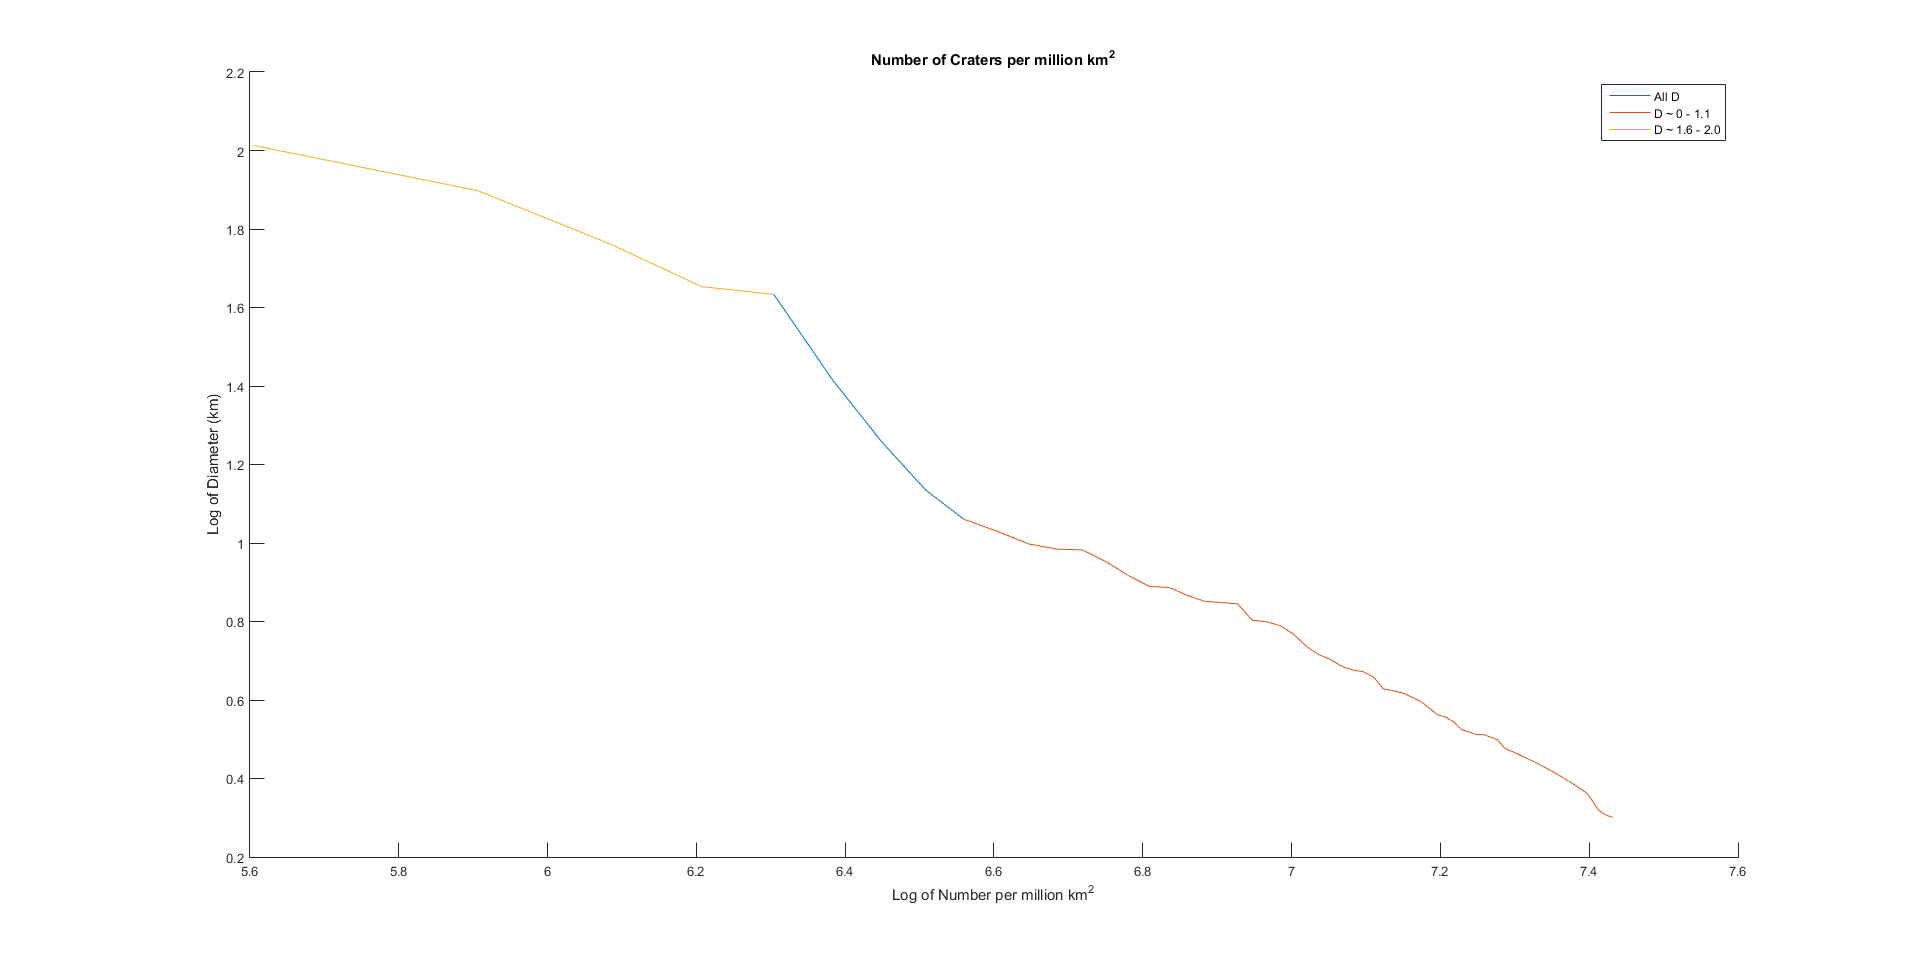 Number of Craters per million km2
All D
D ~ 0 - 1.1
D ~ 1.6 - 2.0
2.2
2
1.8
1.6
1.4
1.2
1
0.8
0.6
0.4
0.2
Log of Diameter (km)
5.6 5.8 6 6.2 6.4 6.6 6.8 7 7.2 7.4 7.6
Log of Number per million km2